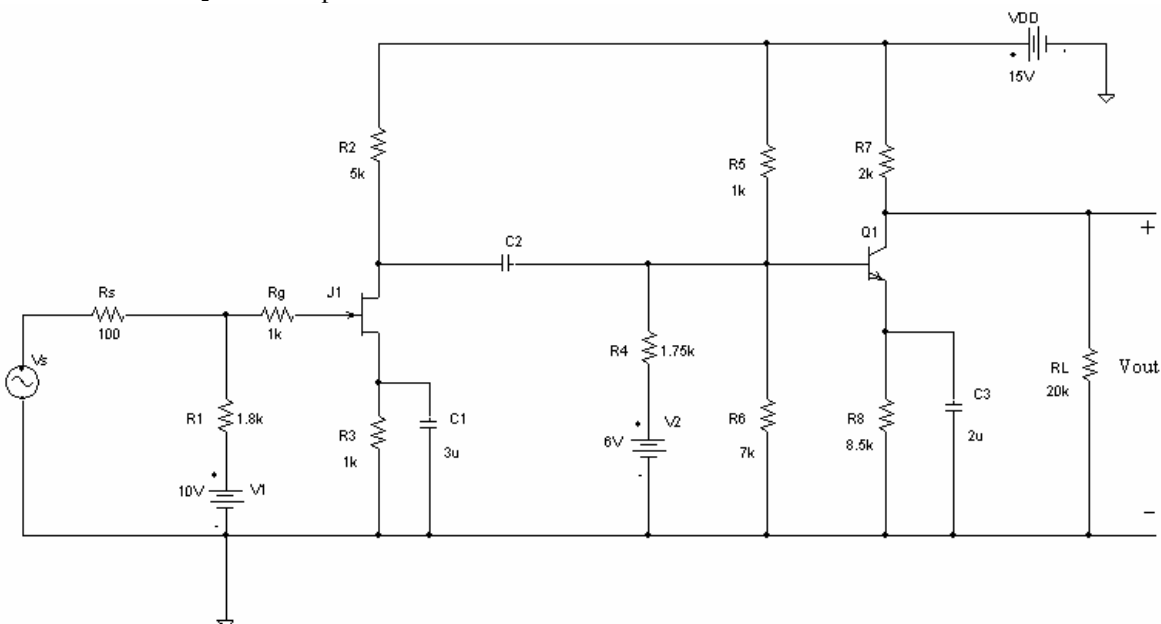 VDD
15V
R2
5k
R5
1k
R7
2k
C2
Q1
+
Rs
100
Rg
1k
J1
Vs
R4
1.75k
RL
20k
Vout
R1
1.8k
R3
1k
C1
3u
V2
6V
R6
7k
R8
8.5k
C3
2u
10V
V1
-